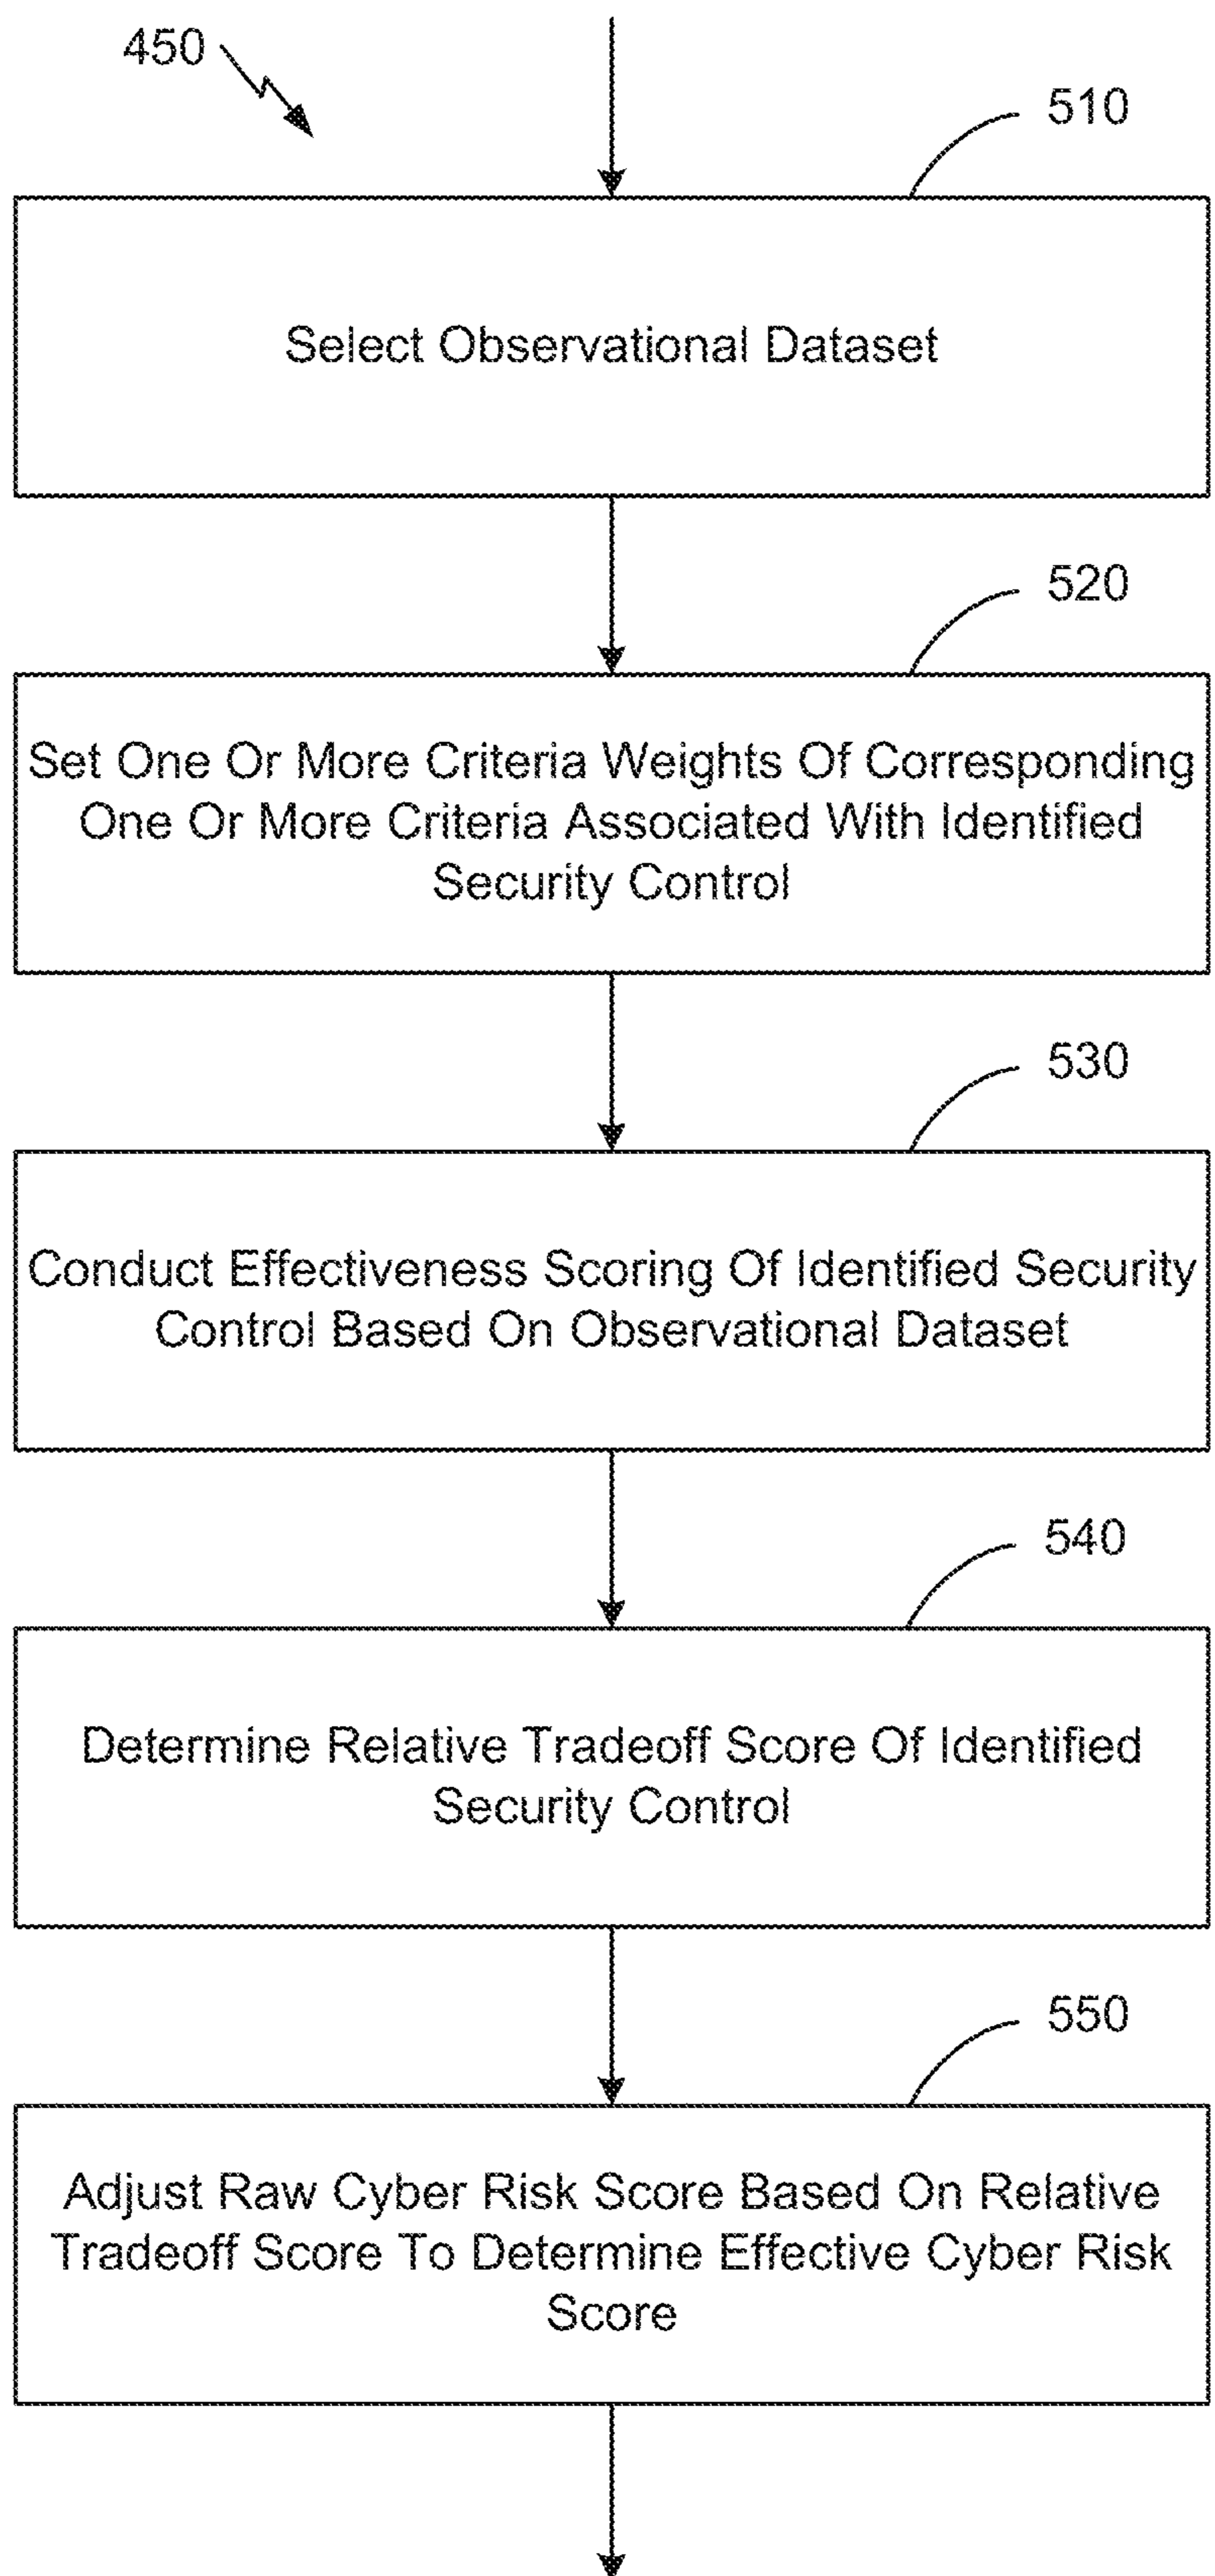 450
510
Select Observational Dataset
520
Set One Or More Criteria Weights Of Corresponding
One Or More Criteria Associated With Identified
Security Control
530
Conduct Effectiveness Scoring Of Identified Security
Control Based On Observational Dataset
540
Determine Relative Tradeoff Score Of Identified
Security Control
550
Adjust Raw Cyber Risk Score Based On Relative
Tradeoff Score To Determine Effective Cyber Risk
Score